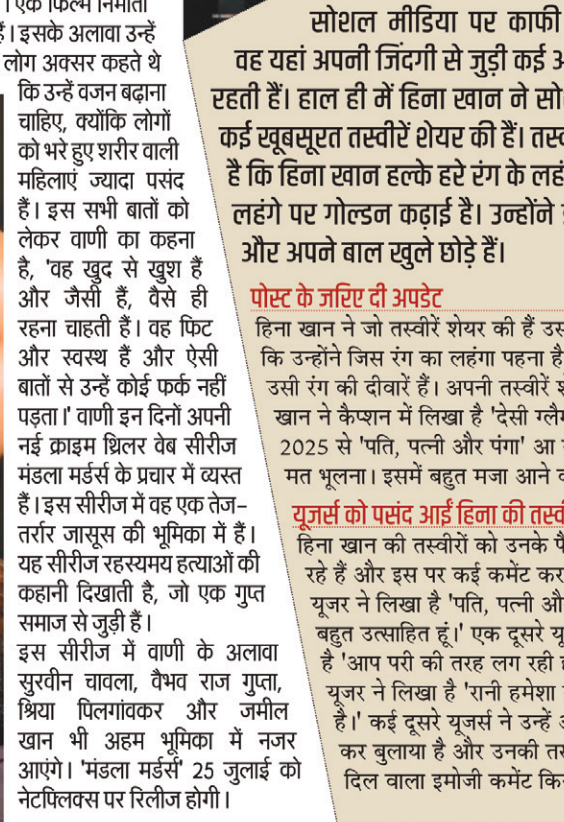 । एक फिल्म निर्माता
हैं। इसके अलावा उन्हें
लोग अक्सर कहते थे
कि उन्हें वजन बढ़ाना
चाहिए, क्योंकि लोगों
को भरे हुए शरीर वाली
महिलाएं ज्यादा पसंद
हैं। इस सभी बातों को
लेकर वाणी का कहना
है, 'वह खुद से खुश हैं
और जैसी हैं, वैसे ही
रहना चाहती हैं। वह फिट
और स्वस्थ हैं और ऐसी
बातों से उन्हें कोई फर्क नहीं
पड़ता।' वाणी इन दिनों अपनी
नई क्राइम थ्रिलर वेब सीरीज
मंडला मर्डर्स के प्रचार में व्यस्त
हैं। इस सीरीज में वह एक तेज-
तर्रार जासूस की भूमिका में हैं।
यह सीरीज रहस्यमय हत्याओं की
कहानी दिखाती है, जो एक गुप्त
समाज से जुड़ी है।
इस सीरीज में वाणी के अलावा
सुरवीन चावला, वैभव राज गुप्ता,
श्रिया पिलगांवकर और जमील
खान भी अहम भूमिका में नजर
आएंगे। 'मंडला मर्डर्स' 25 जुलाई को
नेटफ्लिक्स पर रिलीज होगी।
सोशल मीडिया पर काफी
वह यहां अपनी जिंदगी से जुड़ी कई
रहती हैं। हाल ही में हिना खान ने
कई खूबसूरत तस्वीरें शेयर की हैं।
है कि हिना खान हल्के हरे रंग के
लहंगे पर गोल्डन कढ़ाई है। उन्होंने
और अपने बाल खुले छोड़े हैं।
पोस्ट के जरिए दी अपडेट
हिना खान ने जो तस्वीरें शेयर की हैं
कि उन्होंने जिस रंग का लहंगा पहना है
उसी रंग की दीवारें हैं। अपनी तस्वीरें
खान ने कैप्शन में लिखा है 'देसी
2025 से 'पति, पत्नी और पंगा' आ
मत भूलना। इसमें बहुत मजा आने
यूजर्स को पसंद आईं हिना की
हिना खान की तस्वीरों को उनके
रहे हैं और इस पर कई कमेंट कर
यूजर ने लिखा है 'पति, पत्नी
बहुत उत्साहित हूं।' एक दूसरे
है 'आप परी की तरह लग रही
यूजर ने लिखा है 'रानी हमेशा
है।' कई दूसरे यूजर्स ने उन्हें
कर बुलाया है और उनकी
दिल वाला इमोजी कमेंट